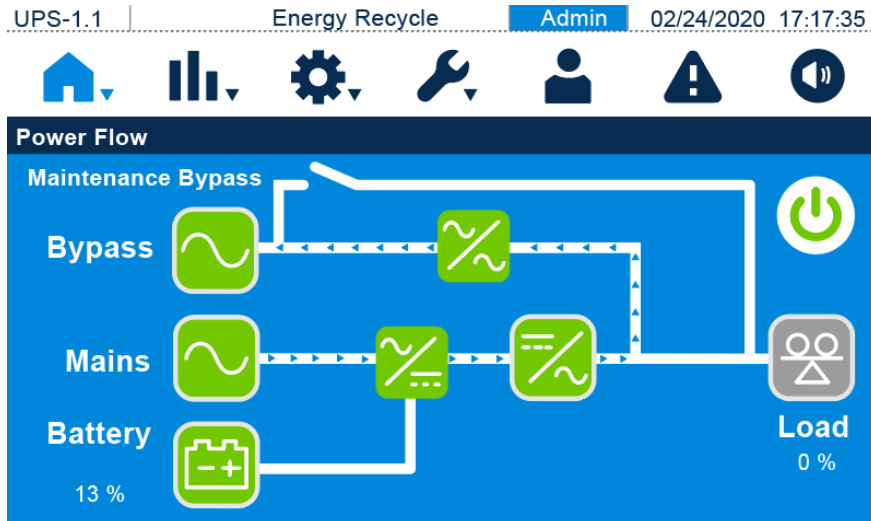 UPS-1.1 Energy Recycle Admin 02/24/2020 17:17:35
Power Flow
Maintenance Bypass
Bypass
Mains
Battery
13 %
Load
0 %